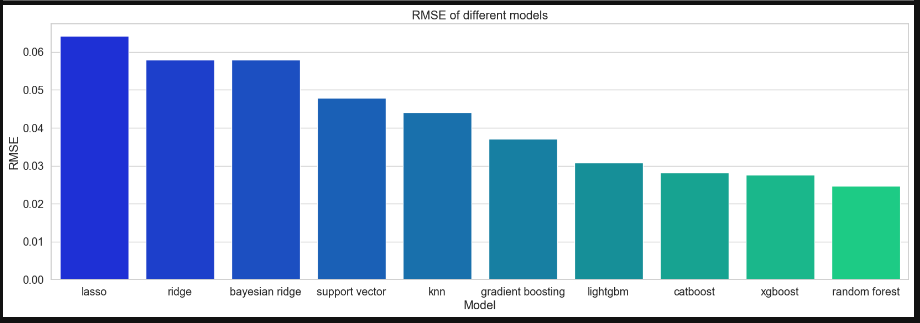 RMSE of different models
RMSE
0.06
0.05
0.04
0.03
0.02
0.01
0.00
lasso ridge bayesian ridge support vector knn gradient boosting lightgbm catboost xgboost random forest
Model